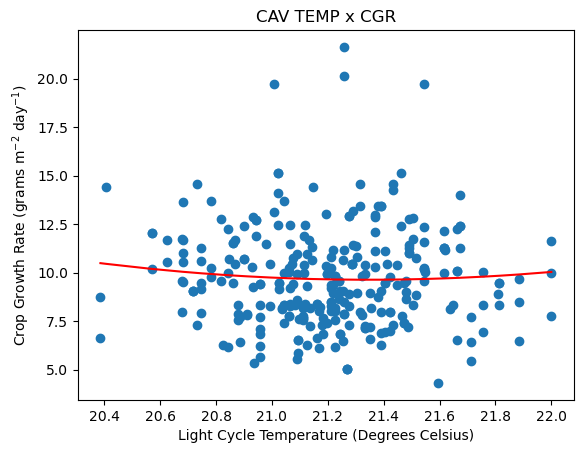 CAV TEMP x CGR
Crop Growth Rate (grams m⁻² day⁻¹)
20.0
17.5
15.0
12.5
10.0
7.5
5.0
20.4 20.6 20.8 21.0 21.2 21.4 21.6 21.8 22.0
Light Cycle Temperature (Degrees Celsius)